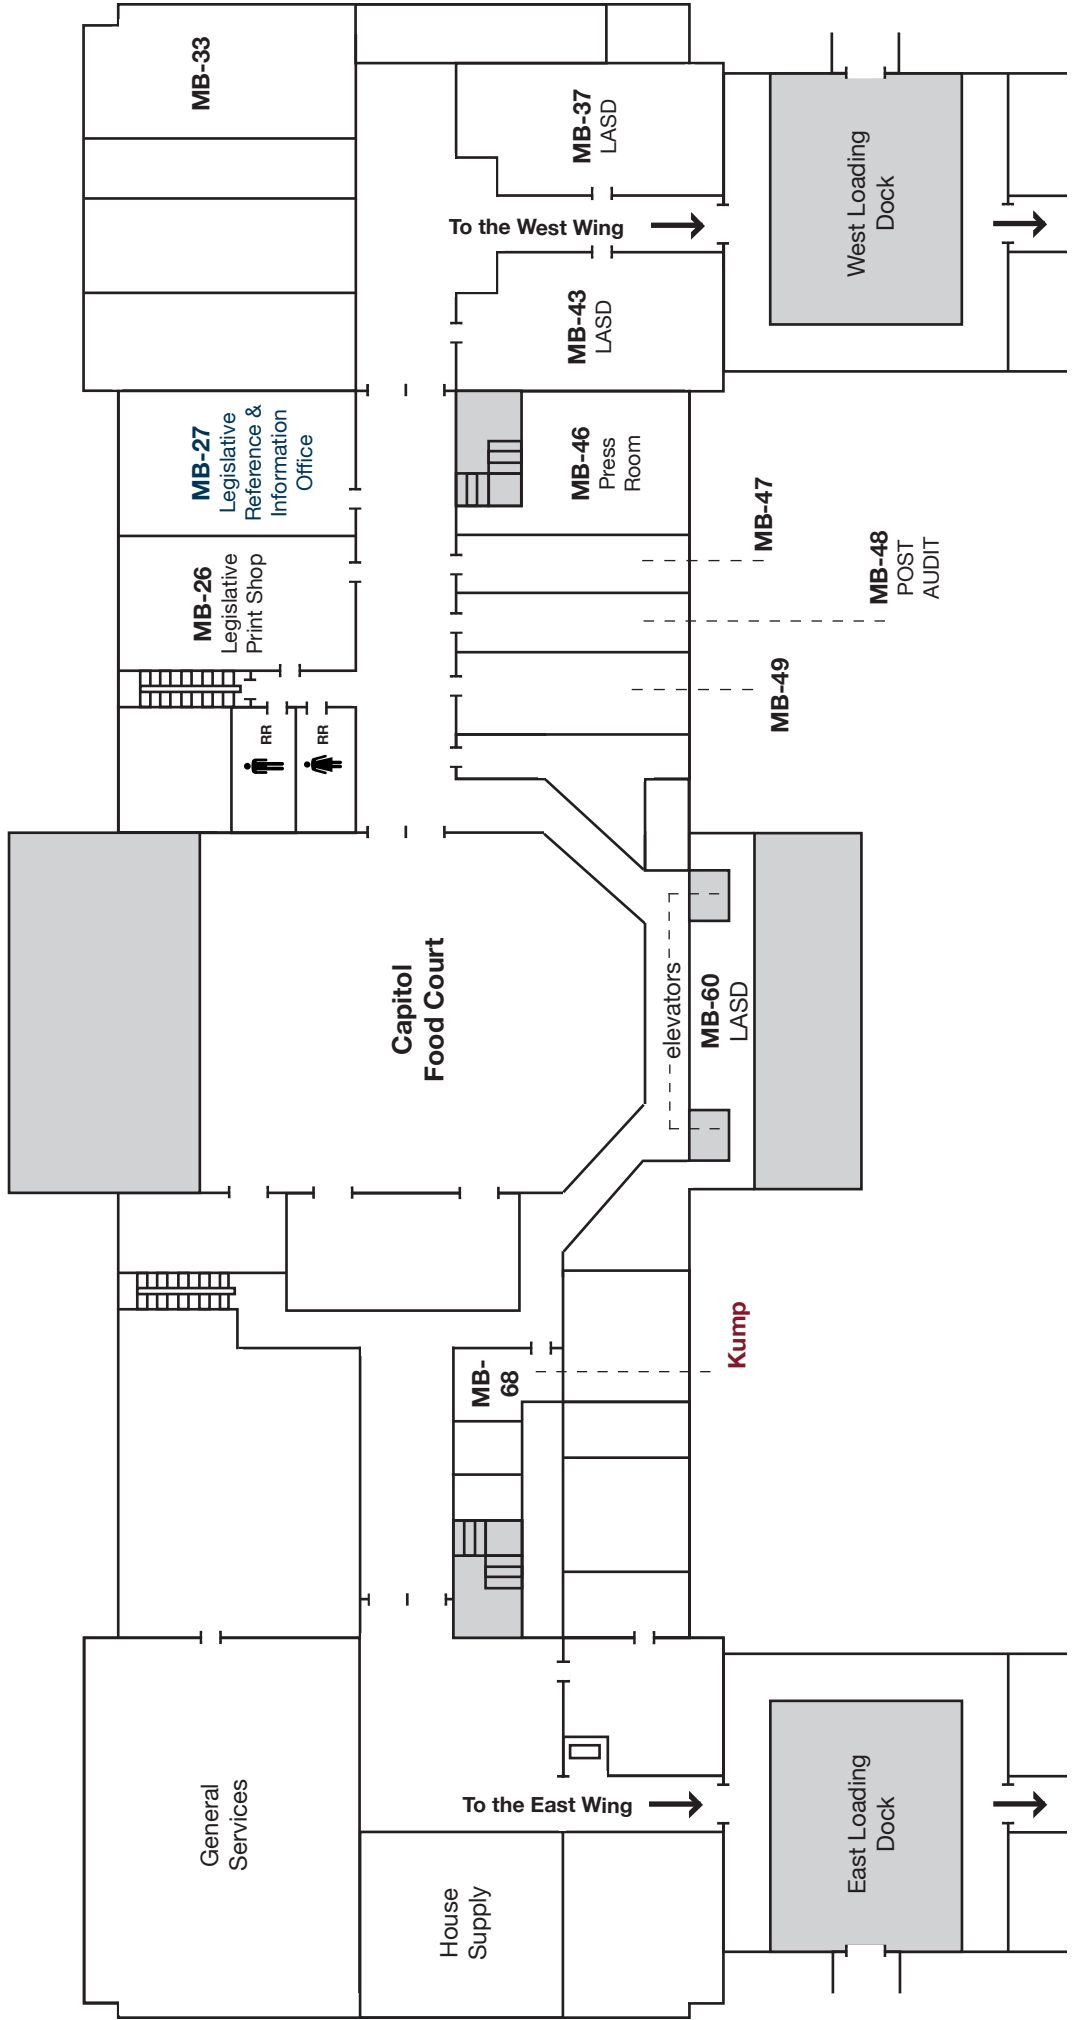 MB-33
MB-37
LASD
West Loading
Dock
To the West Wing
MB-43
LASD
MB-27
Legislative
Reference &
Information
Office
MB-46
Press
Room
MB-47
MB-48
POST
AUDIT
MB-26
Legislative
Print Shop
MB-49
RR
RR
Capitol
Food Court
elevators
MB-60
LASD
MB-
68
Kump
General
Services
To the East Wing
East Loading
Dock
House
Supply